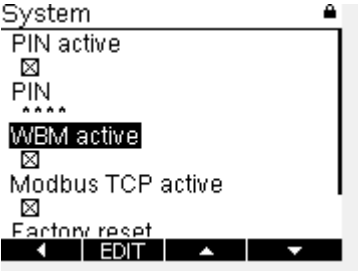 System
PIN active
PIN
****
WBM active
Modbus TCP active
Factory reset
EDIT